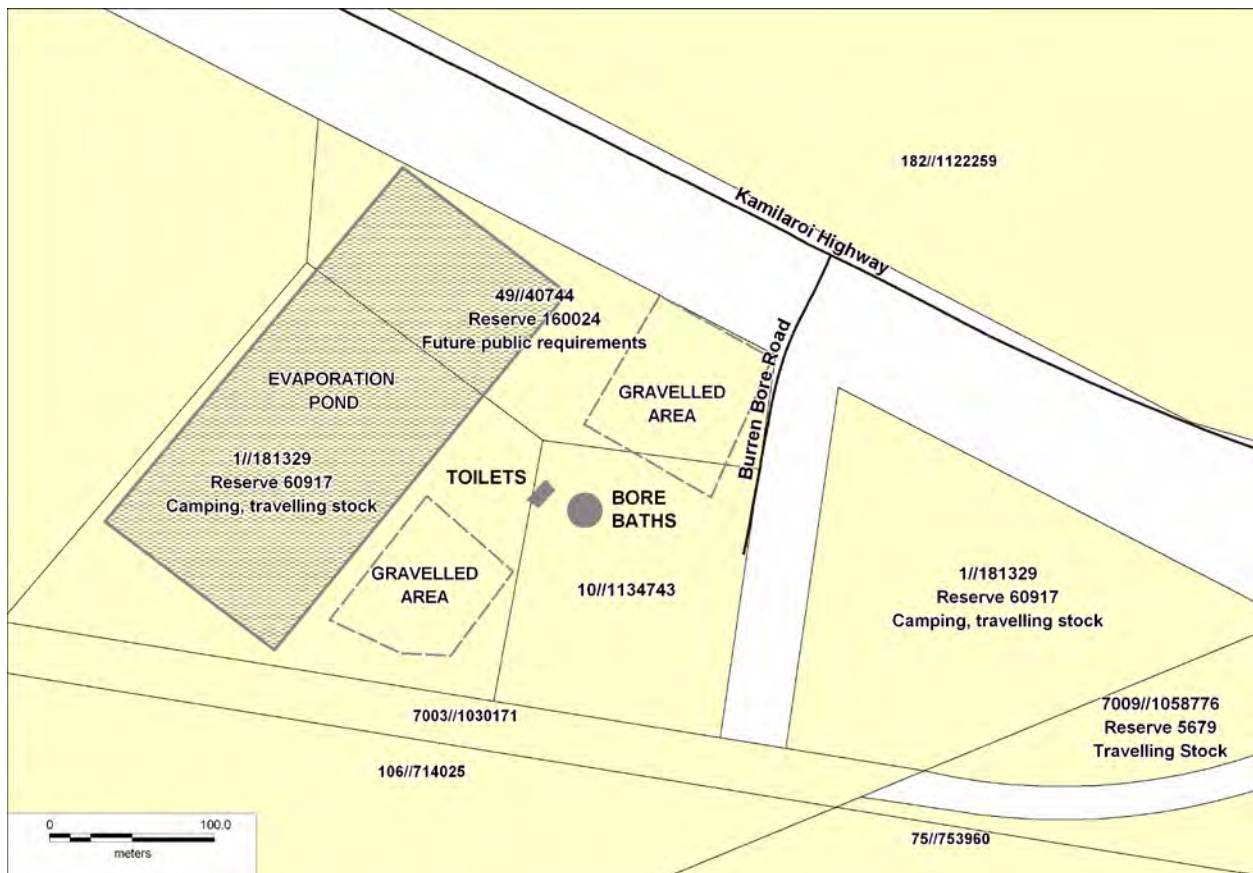 182//1122259
Kamilaroi Highway
49//40744
Reserve 160024
Future public requirements
Burren Bore Road
EVAPORATION
POND
GRAVELLED
AREA
1//181329
Reserve 60917
Camping, travelling stock
TOILETS
BORE
BATHS
GRAVELLED
AREA
10//1134743
1//181329
Reserve 60917
Camping, travelling stock
7003//1030171
7009//1058776
Reserve 5679
Travelling Stock
106//714025
75//753960
0 100.0
meters